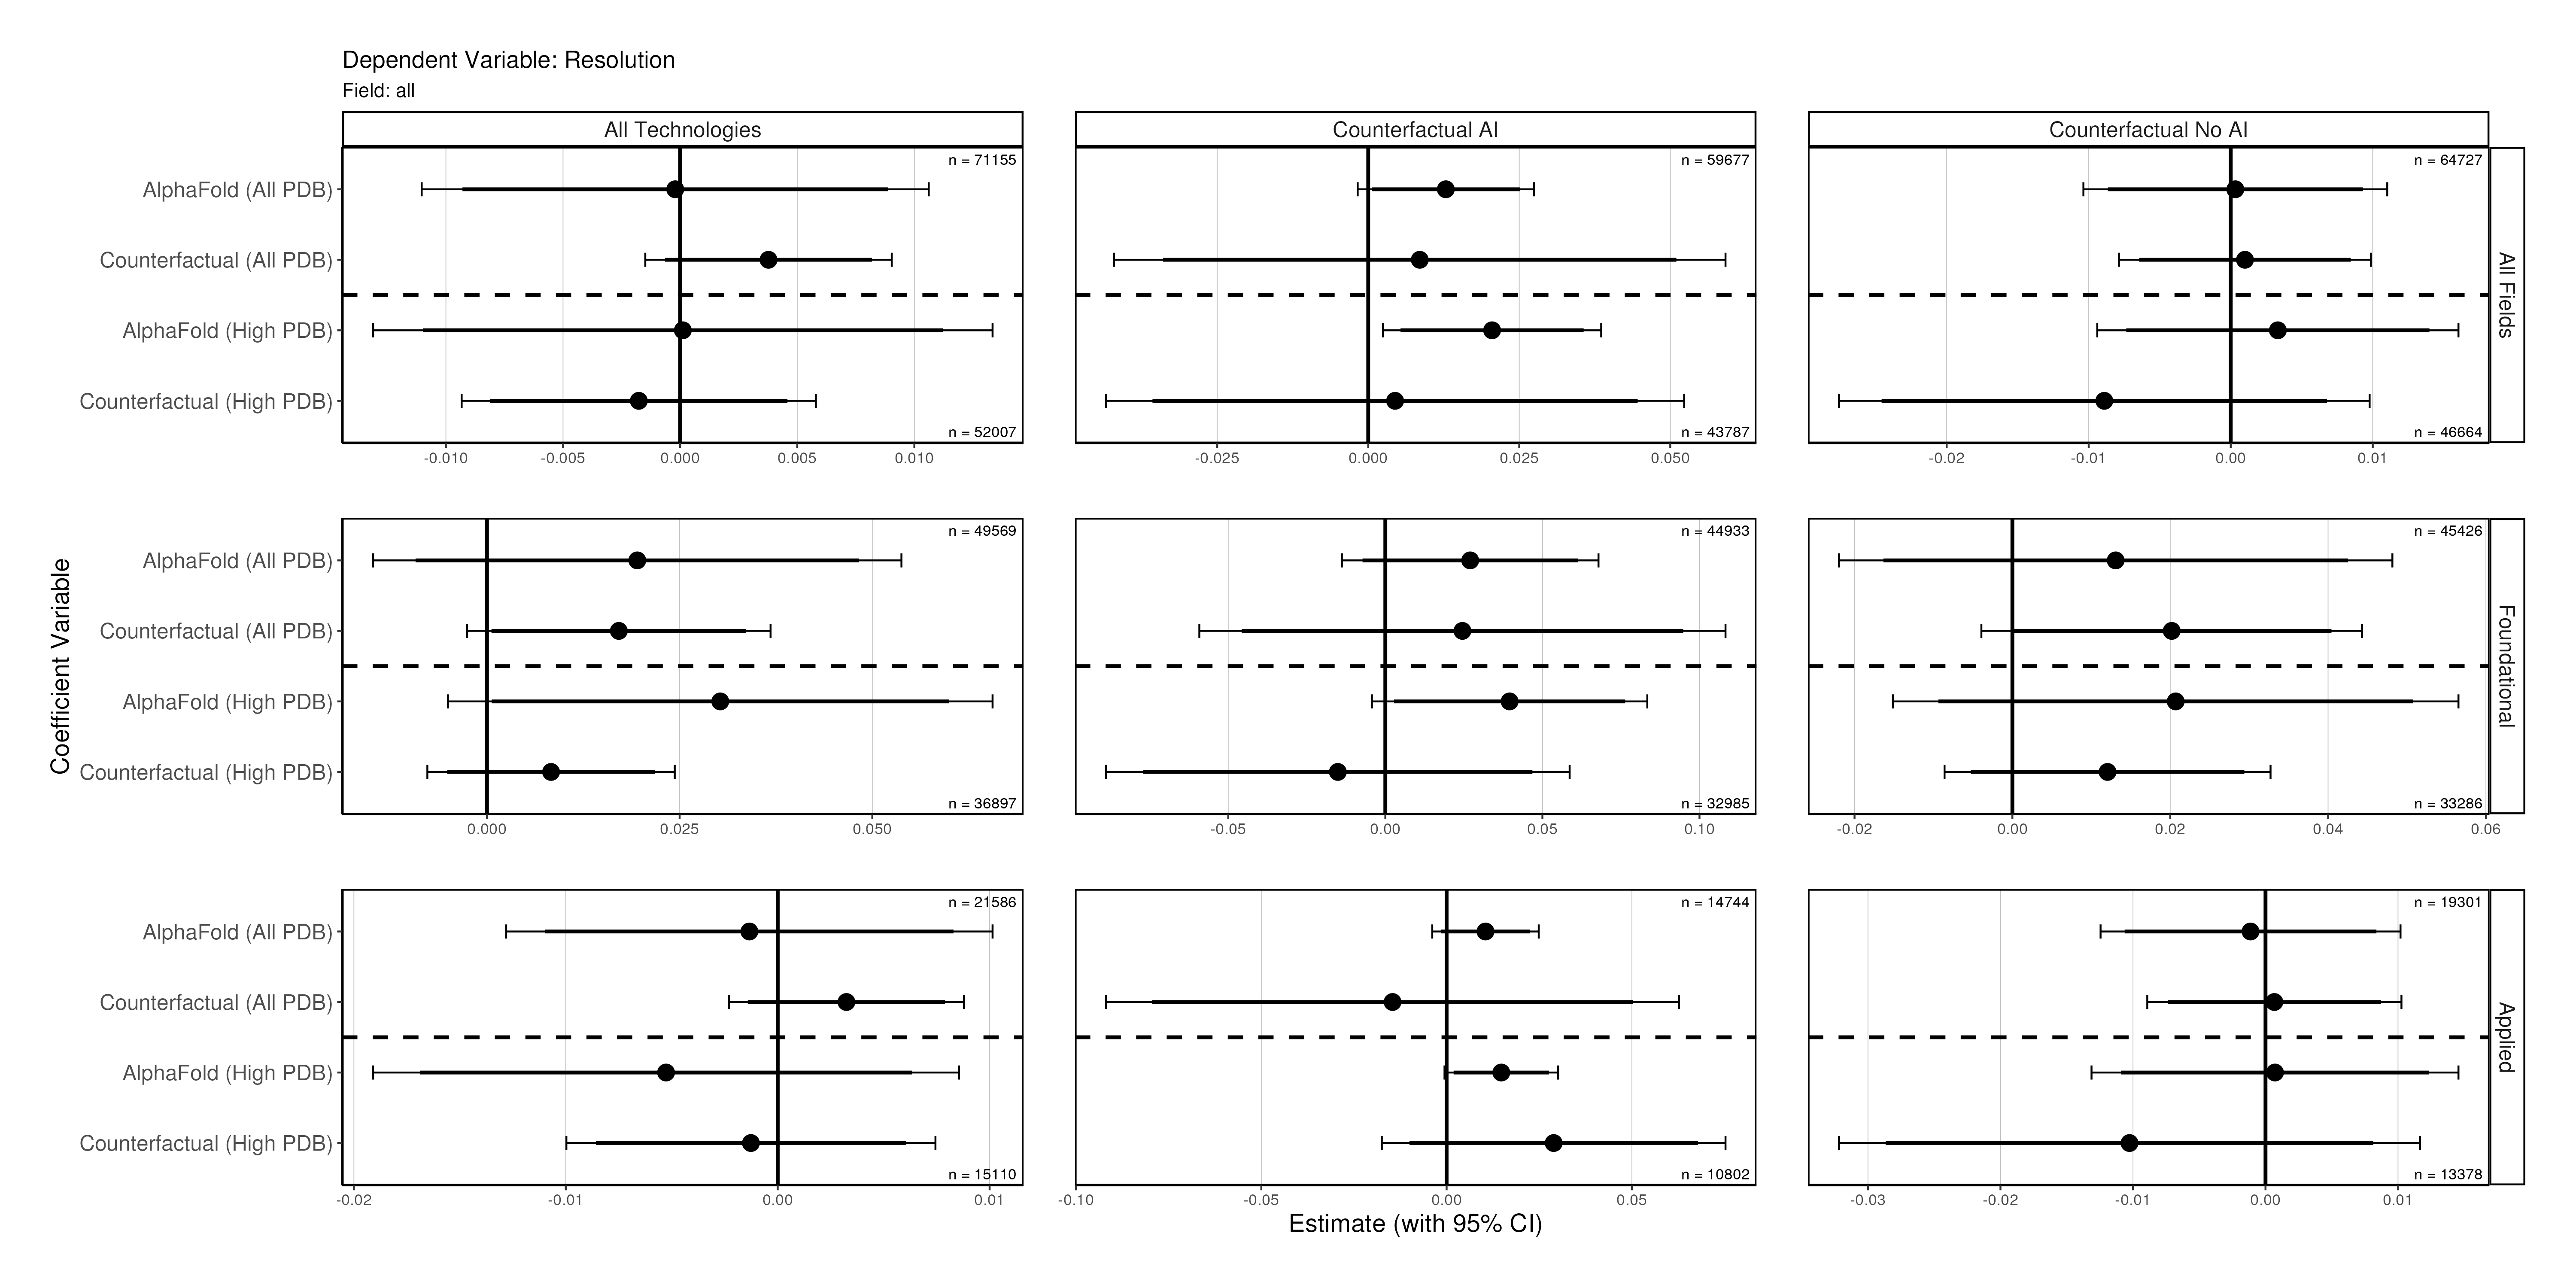 Dependent Variable: Resolution
Field: all
All Technologies
Counterfactual AI
Counterfactual No AI
AlphaFold (All PDB)
Counterfactual (All PDB)
AlphaFold (High PDB)
Counterfactual (High PDB)
n = 71155
n = 52007
-0.010 -0.005 0.000 0.005 0.010
n = 59677
n = 43787
-0.025 0.000 0.025 0.050
n = 64727
n = 46664
-0.02 -0.01 0.00 0.01
All Fields
Coefficient Variable
AlphaFold (All PDB)
Counterfactual (All PDB)
AlphaFold (High PDB)
Counterfactual (High PDB)
n = 49569
n = 36897
0.000 0.025 0.050
n = 44933
n = 32985
-0.05 0.00 0.05 0.10
n = 45426
n = 33286
-0.02 0.00 0.02 0.04 0.06
Foundational
AlphaFold (All PDB)
Counterfactual (All PDB)
AlphaFold (High PDB)
Counterfactual (High PDB)
n = 21586
n = 15110
-0.02 -0.01 0.00 0.01
n = 14744
n = 10802
-0.10 -0.05 0.00 0.05
n = 19301
n = 13378
-0.03 -0.02 -0.01 0.00 0.01
Applied
Estimate (with 95% CI)